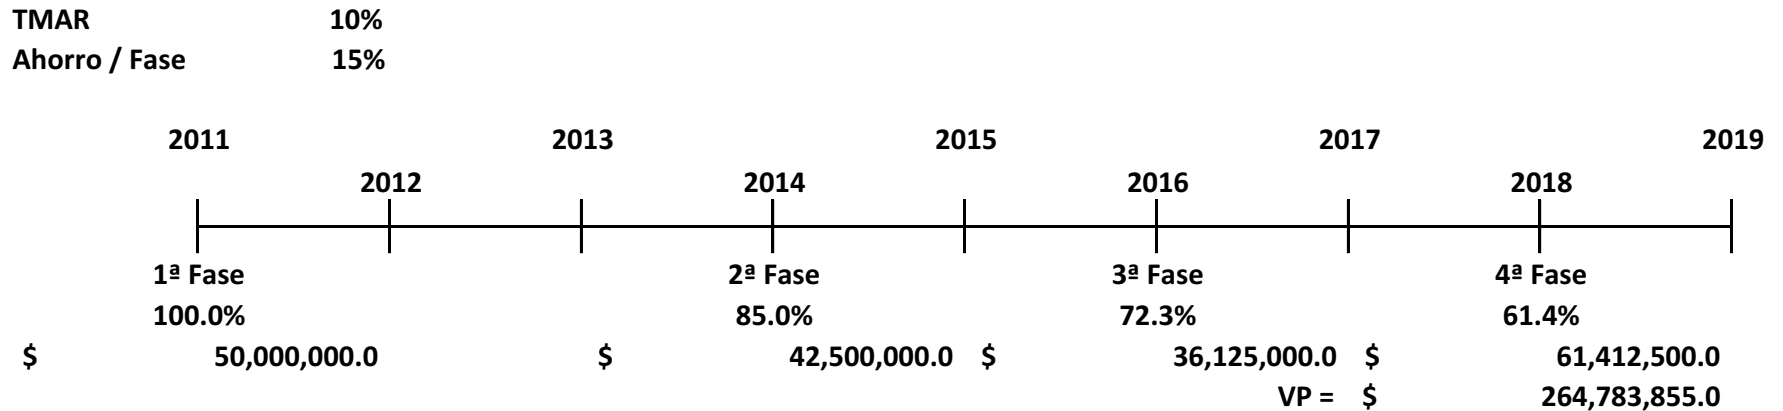 TMAR 10%
Ahorro / Fase 15%
2011 2013 2015 2017 2019
2012 2014 2016 2018
1ª Fase 2ª Fase 3ª Fase 4ª Fase
100.0% 85.0% 72.3% 61.4%
$ 50,000,000.0 $ 42,500,000.0 $ 36,125,000.0 $ 61,412,500.0
VP = $ 264,783,855.0